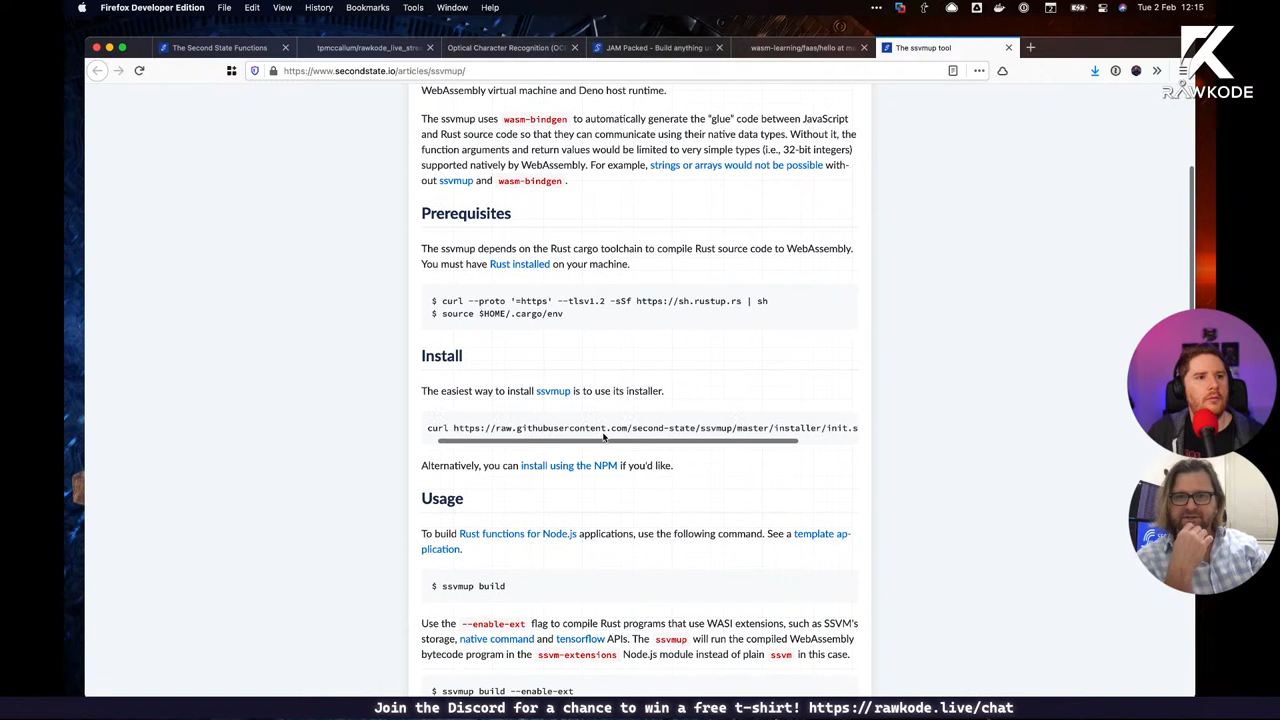 Firefox Developer Edition File Edit View History Bookmarks Tools Window Help Tue 2 Feb 12:15
The Second State Functions tpmccallum/rawkode_live_stre Optical Character Recognition (OC JAM Packed - Build anything u wasm-learning/faas/hello at ma The ssvmup tool
https://www.secondstate.io/articles/ssvmup/
RAWKODE
WebAssembly virtual machine and Deno host runtime.
The ssvmup uses wasm-bindgen to automatically generate the “glue” code between JavaScript
and Rust source code so that they can communicate using their native data types. Without it, the
function arguments and return values would be limited to very simple types (i.e., 32-bit integers)
supported natively by WebAssembly. For example, strings or arrays would not be possible with-
out ssvmup and wasm-bindgen .
Prerequisites
The ssvmup depends on the Rust cargo toolchain to compile Rust source code to WebAssembly.
You must have Rust installed on your machine.
$ curl --proto '=https' --tlsv1.2 -sSf https://sh.rustup.rs | sh
$ source $HOME/.cargo/env
Install
The easiest way to install ssvmup is to use its installer.
curl https://raw.githubusercontent.com/second-state/ssvmup/master/installer/init.s
Alternatively, you can install using the NPM if you'd like.
Usage
To build Rust functions for Node.js applications, use the following command. See a template ap-
plication.
$ ssvmup build
Use the --enable-ext flag to compile Rust programs that use WASI extensions, such as SSVM's
storage, native command and tensorflow APIs. The ssvmup will run the compiled WebAssembly
bytecode program in the ssvm-extensions Node.js module instead of plain ssvm in this case.
$ ssvmup build --enable-ext
Join the Discord for a chance to win a free t-shirt! https://rawkode.live/chat